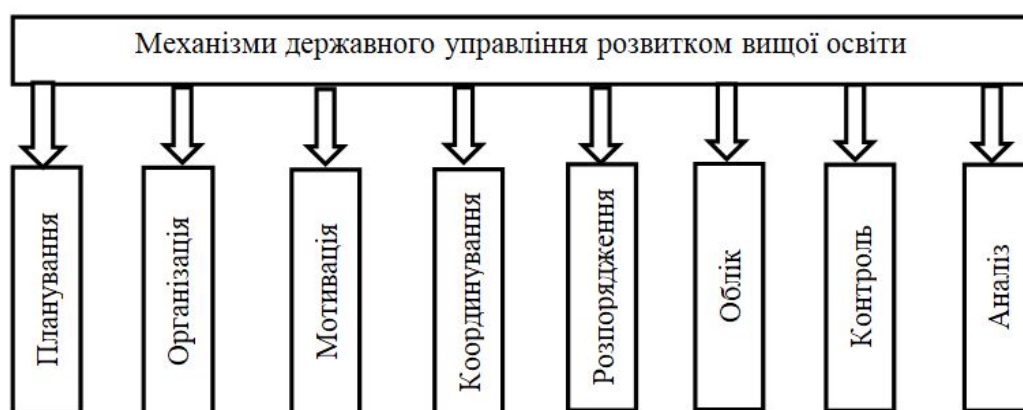 Механізми державного управління розвитком вищої освіти
Планування
Організація
Мотивація
Координування
Розпорядження
Облік
Контроль
Аналіз